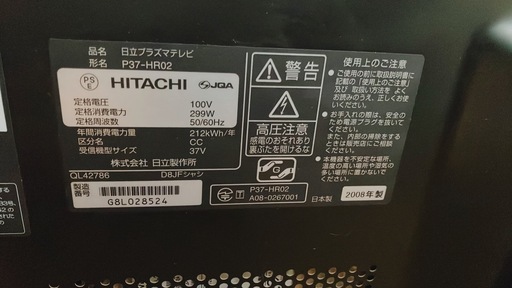 品名 日立プラズマテレビ
形名 P37-HR02
PS
E
HITACHI JQA
定格電圧 100V
定格消費電力 299W
定格周波数 50/60Hz
年間消費電力量 212kWh/年
区分名 CC
受信機型サイズ 37V
株式会社 日立製作所
QL42786 D8JFシャシ
製造番号 G8L028524
警告
高圧注意
感電のおそれあり
裏ぶたをあけるな
使用上のご注意
●ご使用の前に取扱説明書に
記載の「使用上のご注意」
及び「取扱い方法」をよく
お読みのうえ、正しくお使い
ください。
●お手入れの際は、安全の
ため電源プラグを抜いてく
ださい。
また、内部の掃除をする
ときは販売店にご相談く
ださい。
●本機を不安定な場所、
温度の高い場所や湿気の
多い場所に置かないで
ください。
P37-HR02
A08-0267001
日本製
2008年製